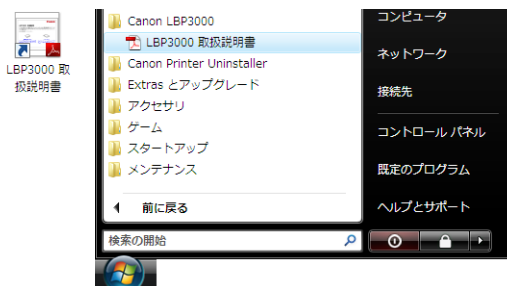 LBP3000 取
扱説明書
Canon LBP3000
LBP3000 取扱説明書
Canon Printer Uninstaller
Extras とアップグレード
アクセサリ
ゲーム
スタートアップ
メンテナンス
前に戻る
検索の開始
コンピュータ
ネットワーク
接続先
コントロール パネル
既定のプログラム
ヘルプとサポート